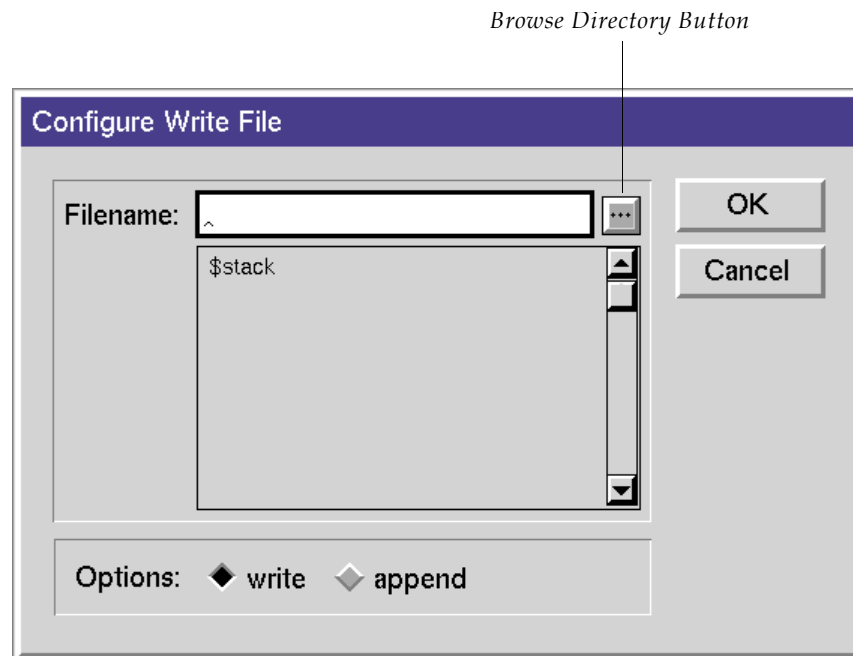 Browse Directory Button
Configure Write File
Filename: ^ ...
OK
$stack
Cancel
Options: write append